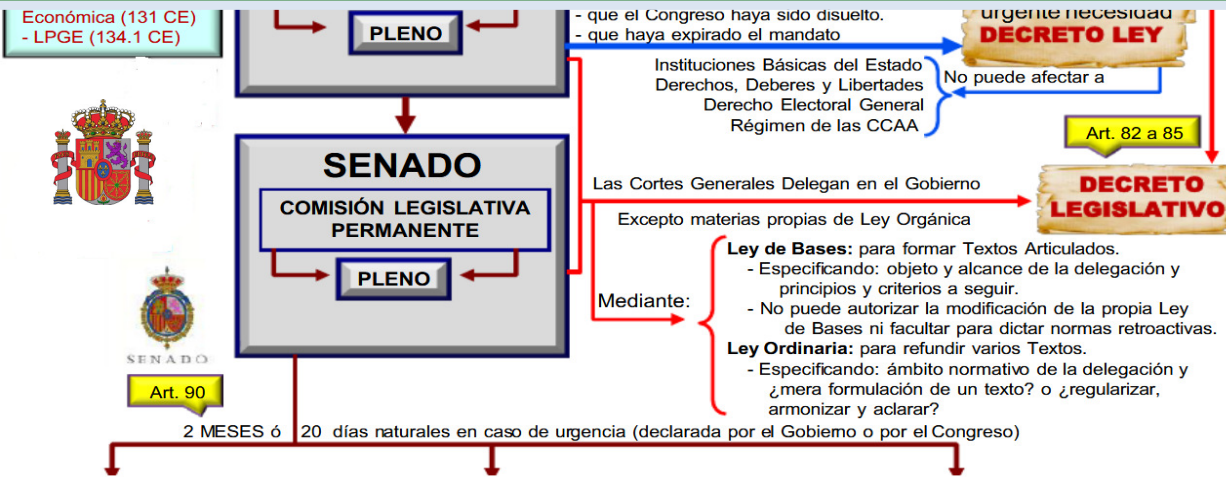 Económica (131 CE)
- LPGE (134.1 CE)
PLENO
- que el Congreso haya sido disuelto.
- que haya expirado el mandato
urgente necesidad
DECRETO LEY
Instituciones Básicas del Estado
Derechos, Deberes y Libertades
Derecho Electoral General
Régimen de las CCAA
No puede afectar a
Art. 82 a 85
SENADO
COMISIÓN LEGISLATIVA
PERMANENTE
PLENO
Las Cortes Generales Delegan en el Gobierno
Excepto materias propias de Ley Orgánica
DECRETO
LEGISLATIVO
Mediante:
Ley de Bases: para formar Textos Articulados.
- Especificando: objeto y alcance de la delegación y
principios y criterios a seguir.
- No puede autorizar la modificación de la propia Ley
de Bases ni facultar para dictar normas retroactivas.
Ley Ordinaria: para refundir varios Textos.
- Especificando: ámbito normativo de la delegación y
¿mera formulación de un texto? o ¿regularizar,
armonizar y aclarar?
SENADO
Art. 90
2 MESES ó 20 días naturales en caso de urgencia (declarada por el Gobierno o por el Congreso)